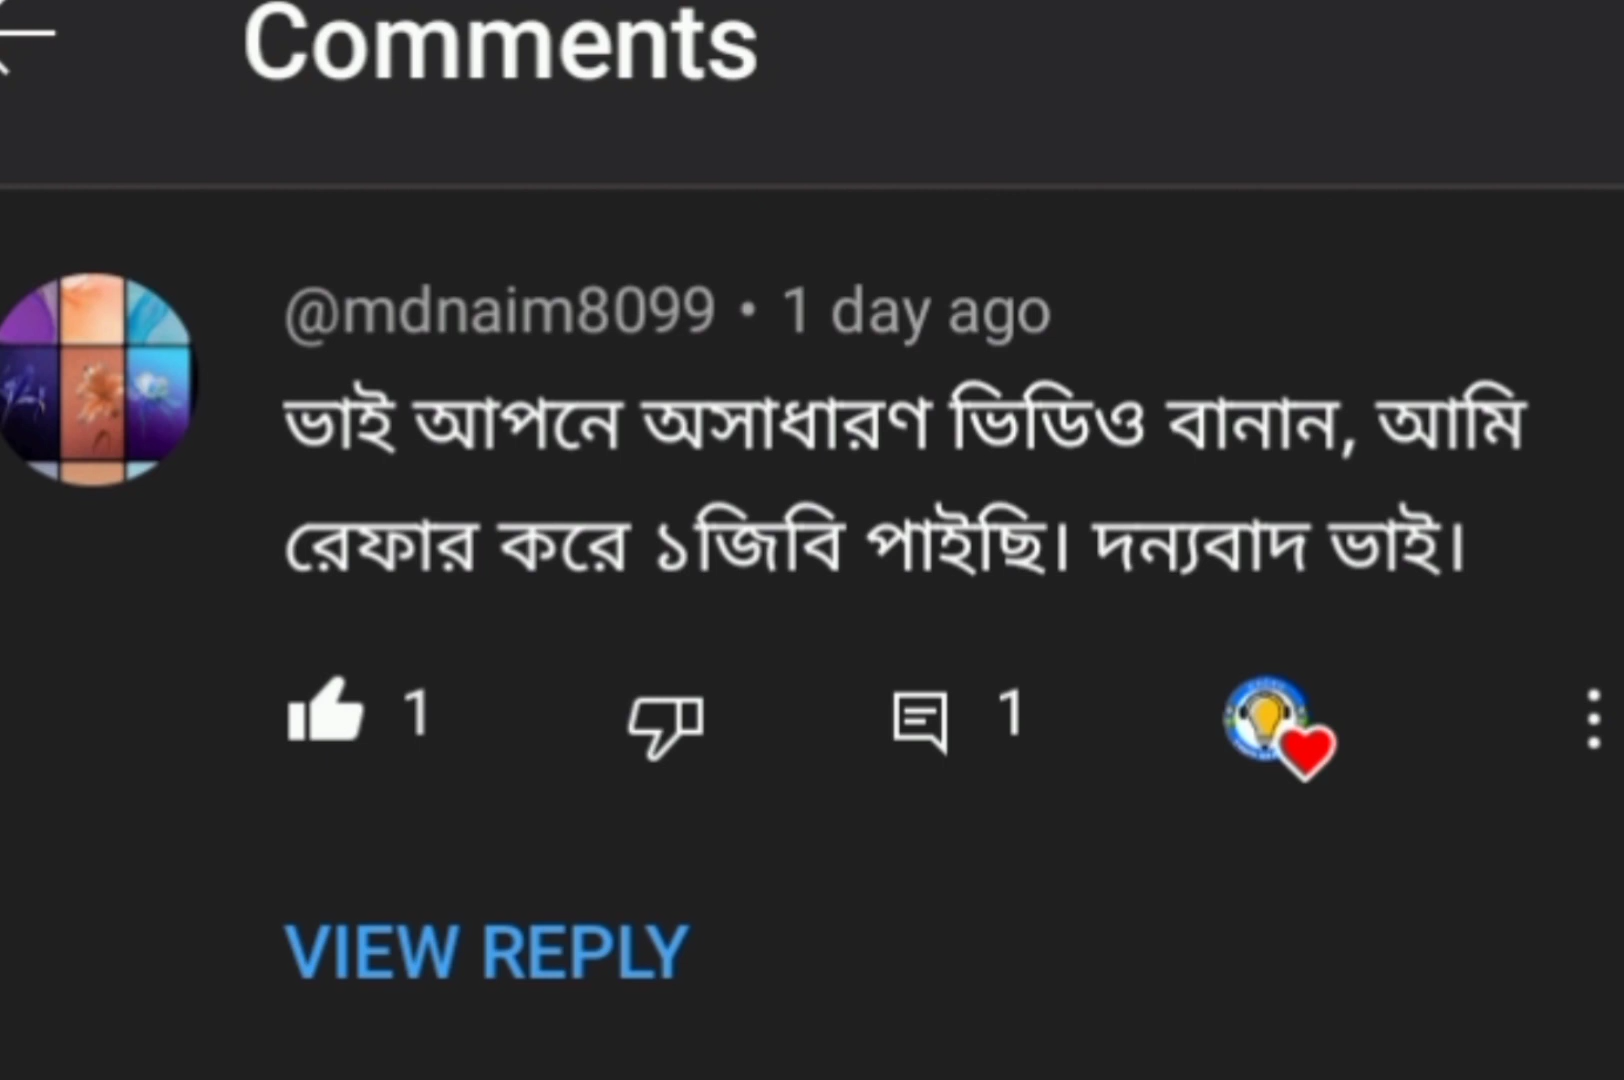 Comments
@mdnaim8099 • 1 day ago
ভাই আপনে অসাধারণ ভিডিও বানান, আমি
রেফার করে ১জিবি পাইছি। দন্যবাদ ভাই।
1 1
VIEW REPLY